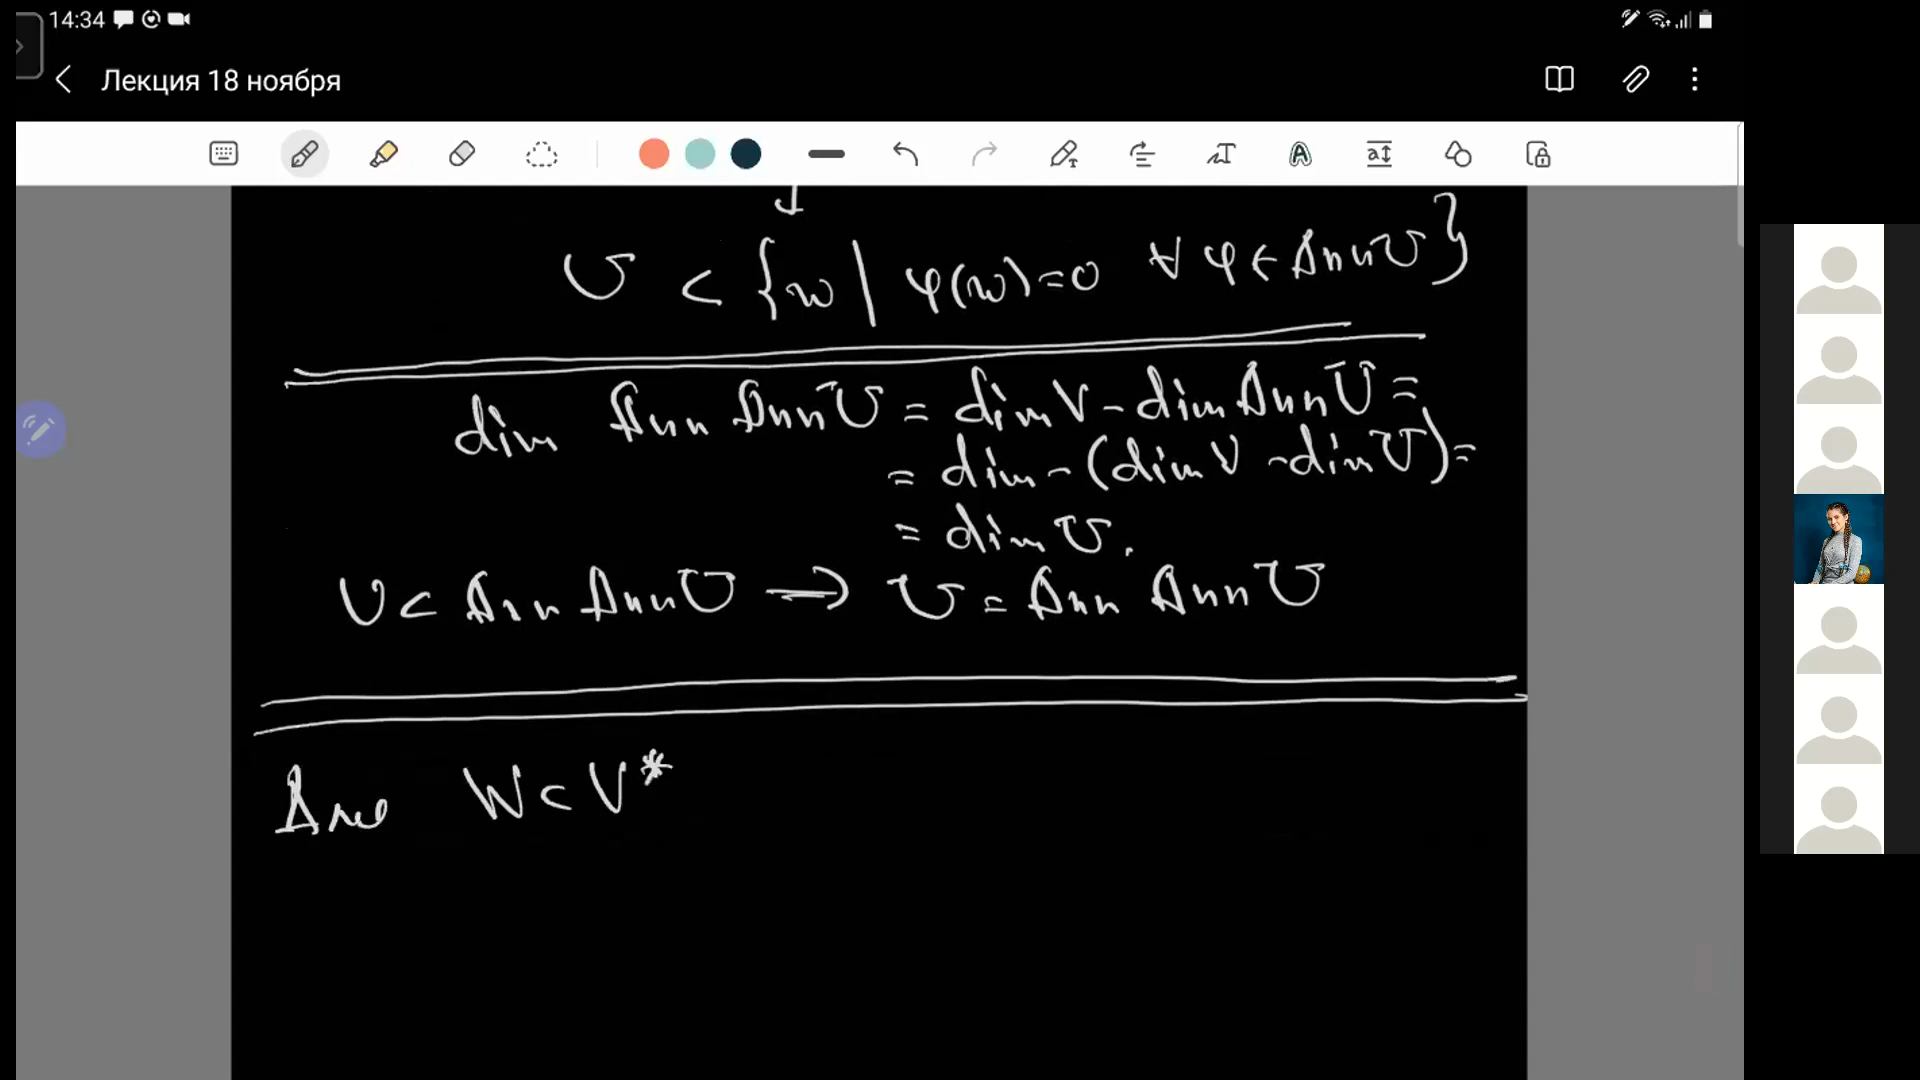 14:34
Лекция 18 ноября
U ⊂ {w | φ(w)=0 ∀ φ ∈ Ann U}
dim Ann Ann U = dim V - dim Ann U =
= dim - (dim V - dim U) =
= dim U.
U ⊂ Ann Ann U ⇒ U = Ann Ann U
Для W ⊂ V*